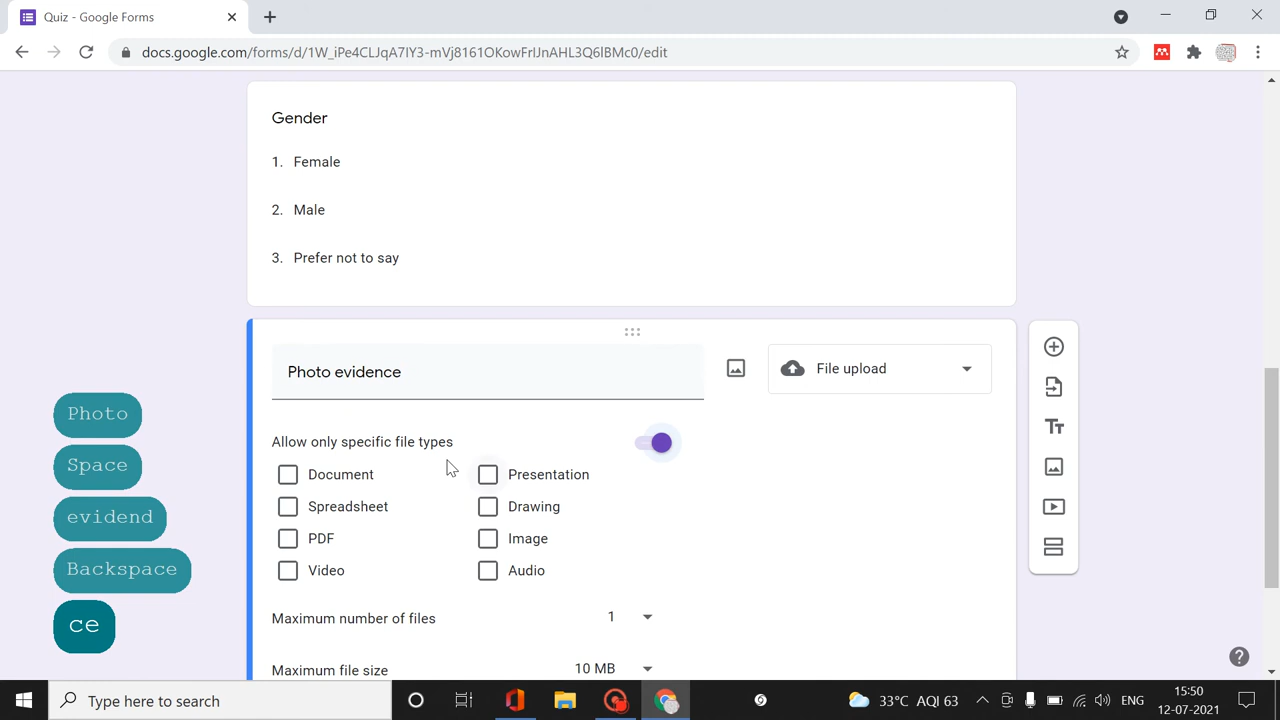 Quiz - Google Forms
docs.google.com/forms/d/1W_iPe4CLJqA7IY3-mVj8161OKowFrIJnAHL3Q6lBMc0/edit
Gender
1. Female
2. Male
3. Prefer not to say
Photo evidence
File upload
Allow only specific file types
Document
Presentation
Spreadsheet
Drawing
PDF
Image
Video
Audio
Maximum number of files
1
Maximum file size
10 MB
Photo
Space
evidend
Backspace
ce
Type here to search
33°C AQI 63
ENG
15:50
12-07-2021